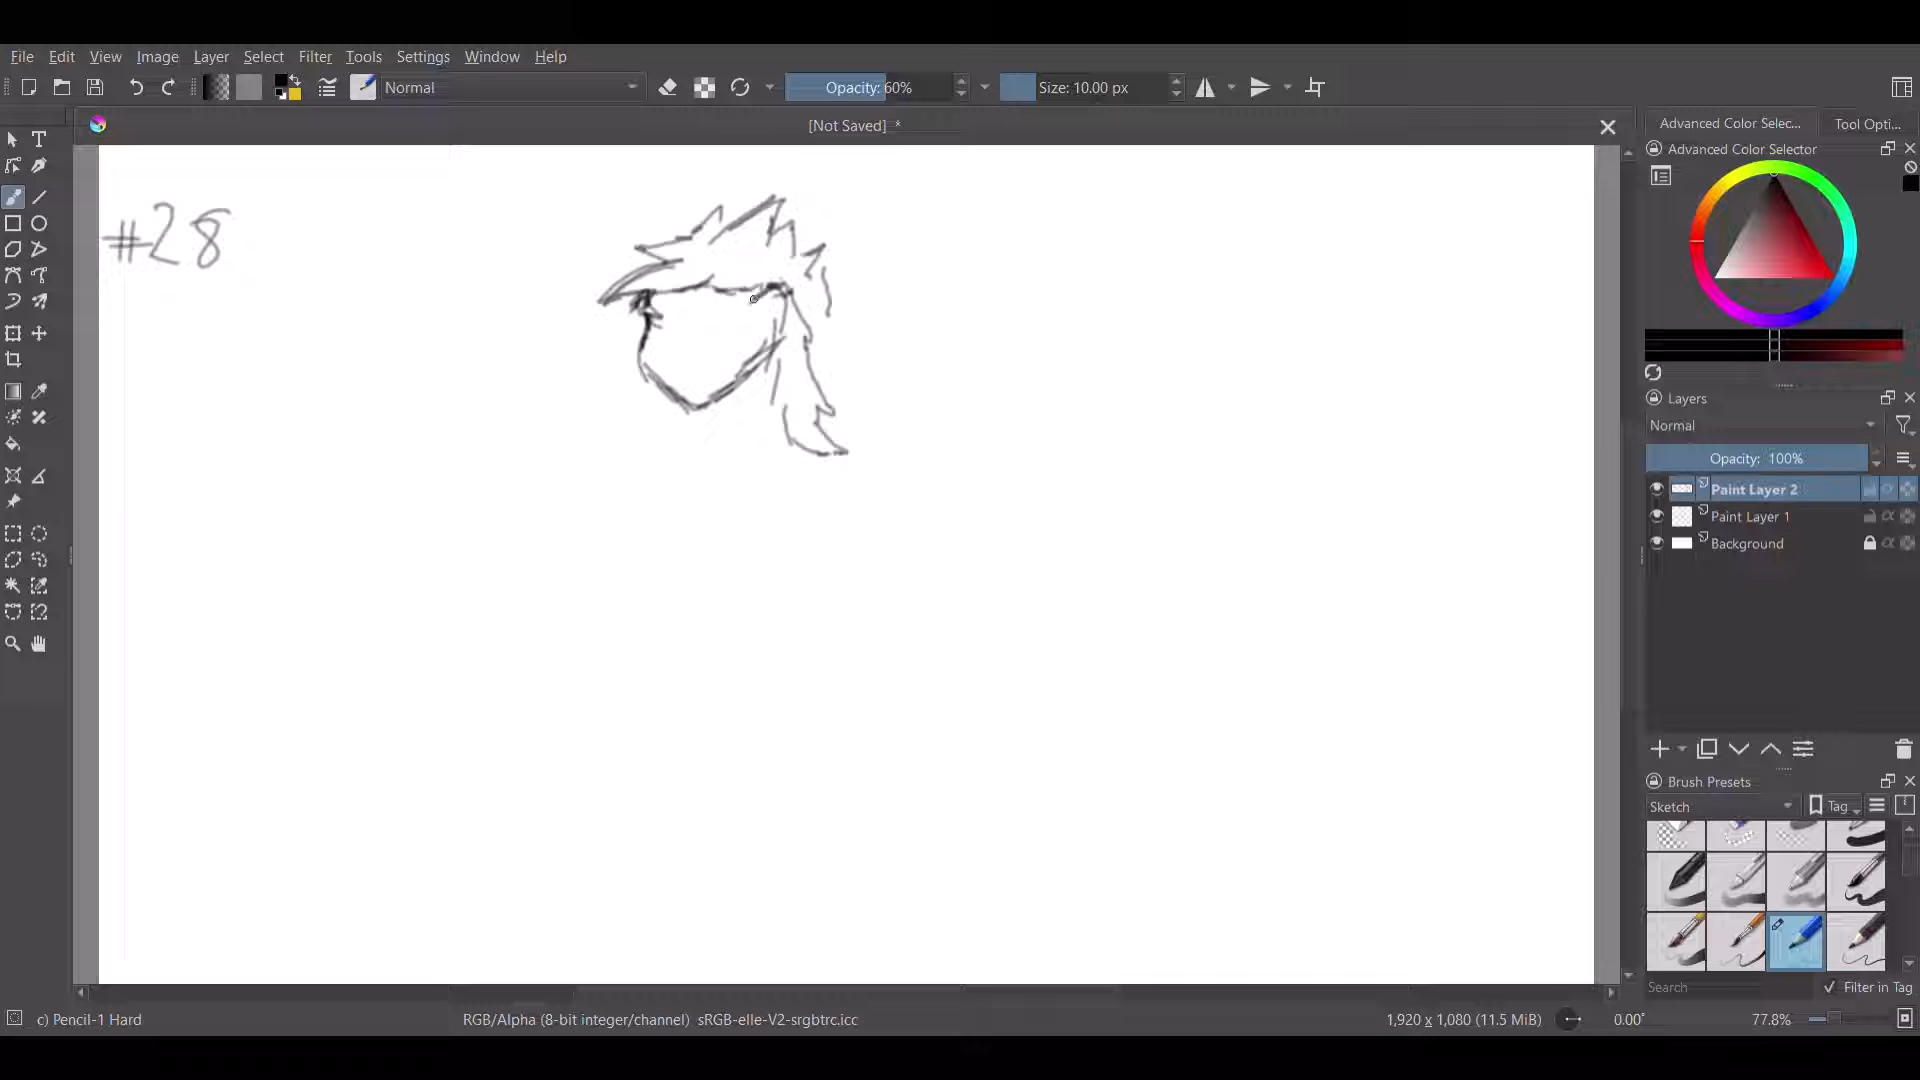 File Edit View Image Layer Select Filter Tools Settings Window Help
Normal Opacity: 60% Size: 10.00 px
[Not Saved] *
Advanced Color Selec... Tool Opti...
Advanced Color Selector
#28
Layers
Normal
Opacity: 100%
Paint Layer 2
Paint Layer 1
Background
Brush Presets
Sketch Tag
Search Filter in Tag
c) Pencil-1 Hard RGB/Alpha (8-bit integer/channel) sRGB-elle-V2-srgbtrc.icc 1,920 x 1,080 (11.5 MiB) 0.00° 77.8%